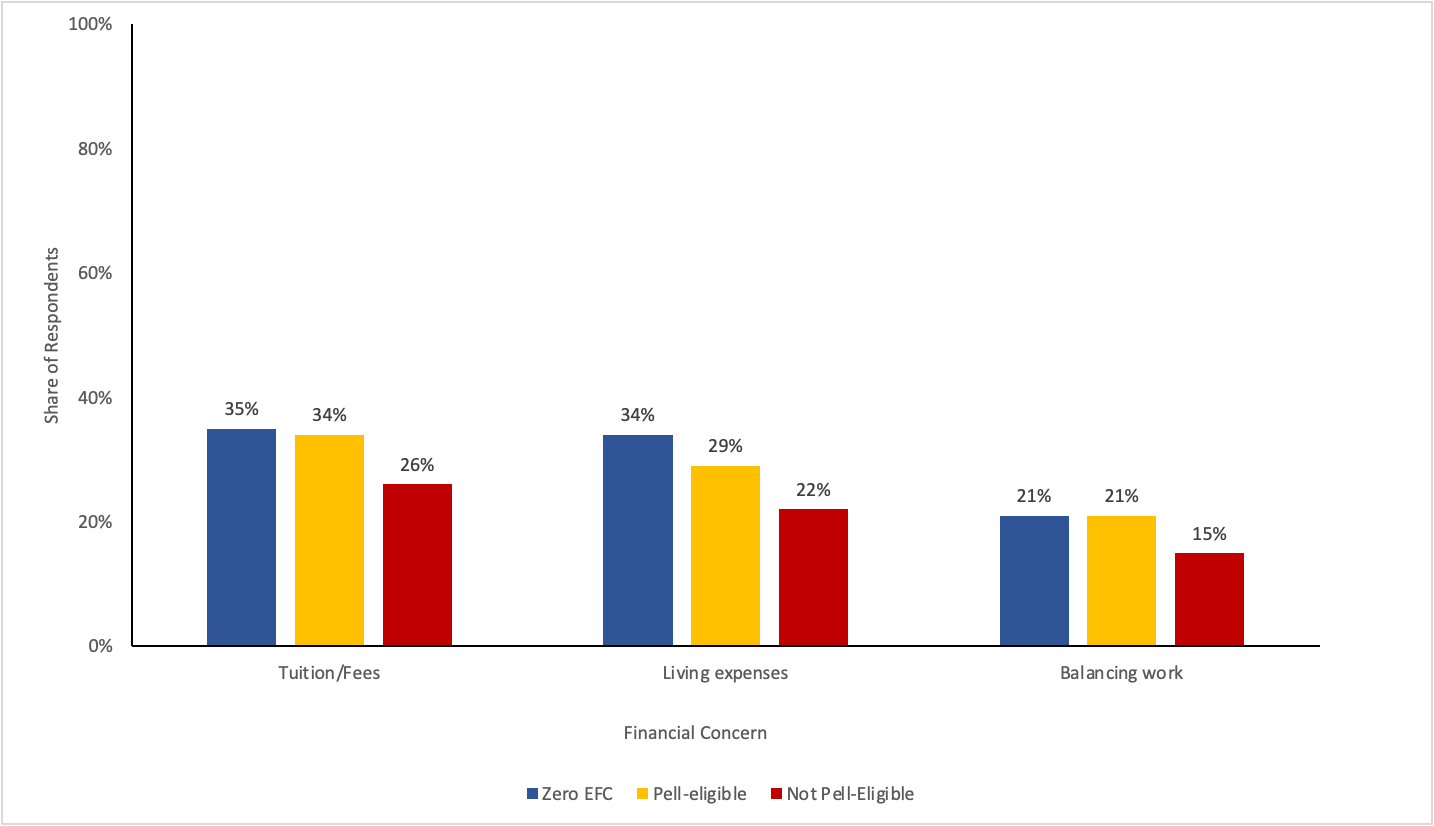 100%
80%
60%
40%
20%
0%
Share of Respondents
35%
34%
26%
34%
29%
22%
21%
21%
15%
Tuition/Fees
Living expenses
Balancing work
Financial Concern
Zero EFC
Pell-eligible
Not Pell-Eligible